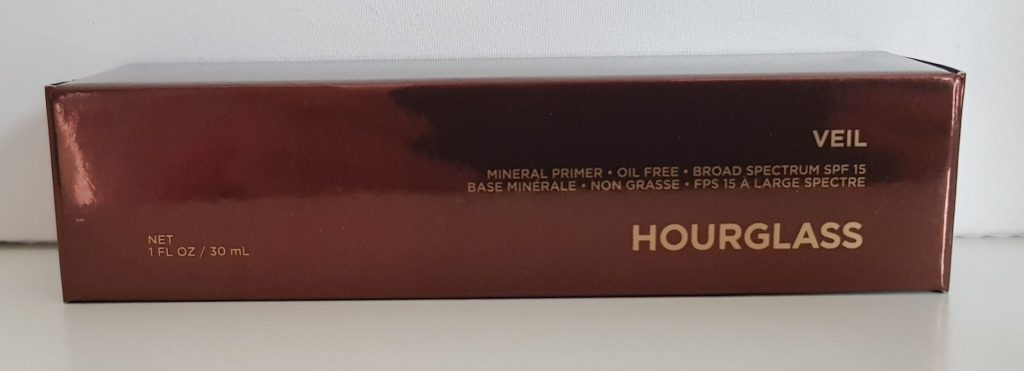 VEIL
MINERAL PRIMER • OIL FREE • BROAD SPECTRUM SPF 15
BASE MINÉRALE • NON GRASSE • FPS 15 À LARGE SPECTRE
HOURGLASS
NET
1 FL OZ / 30 mL